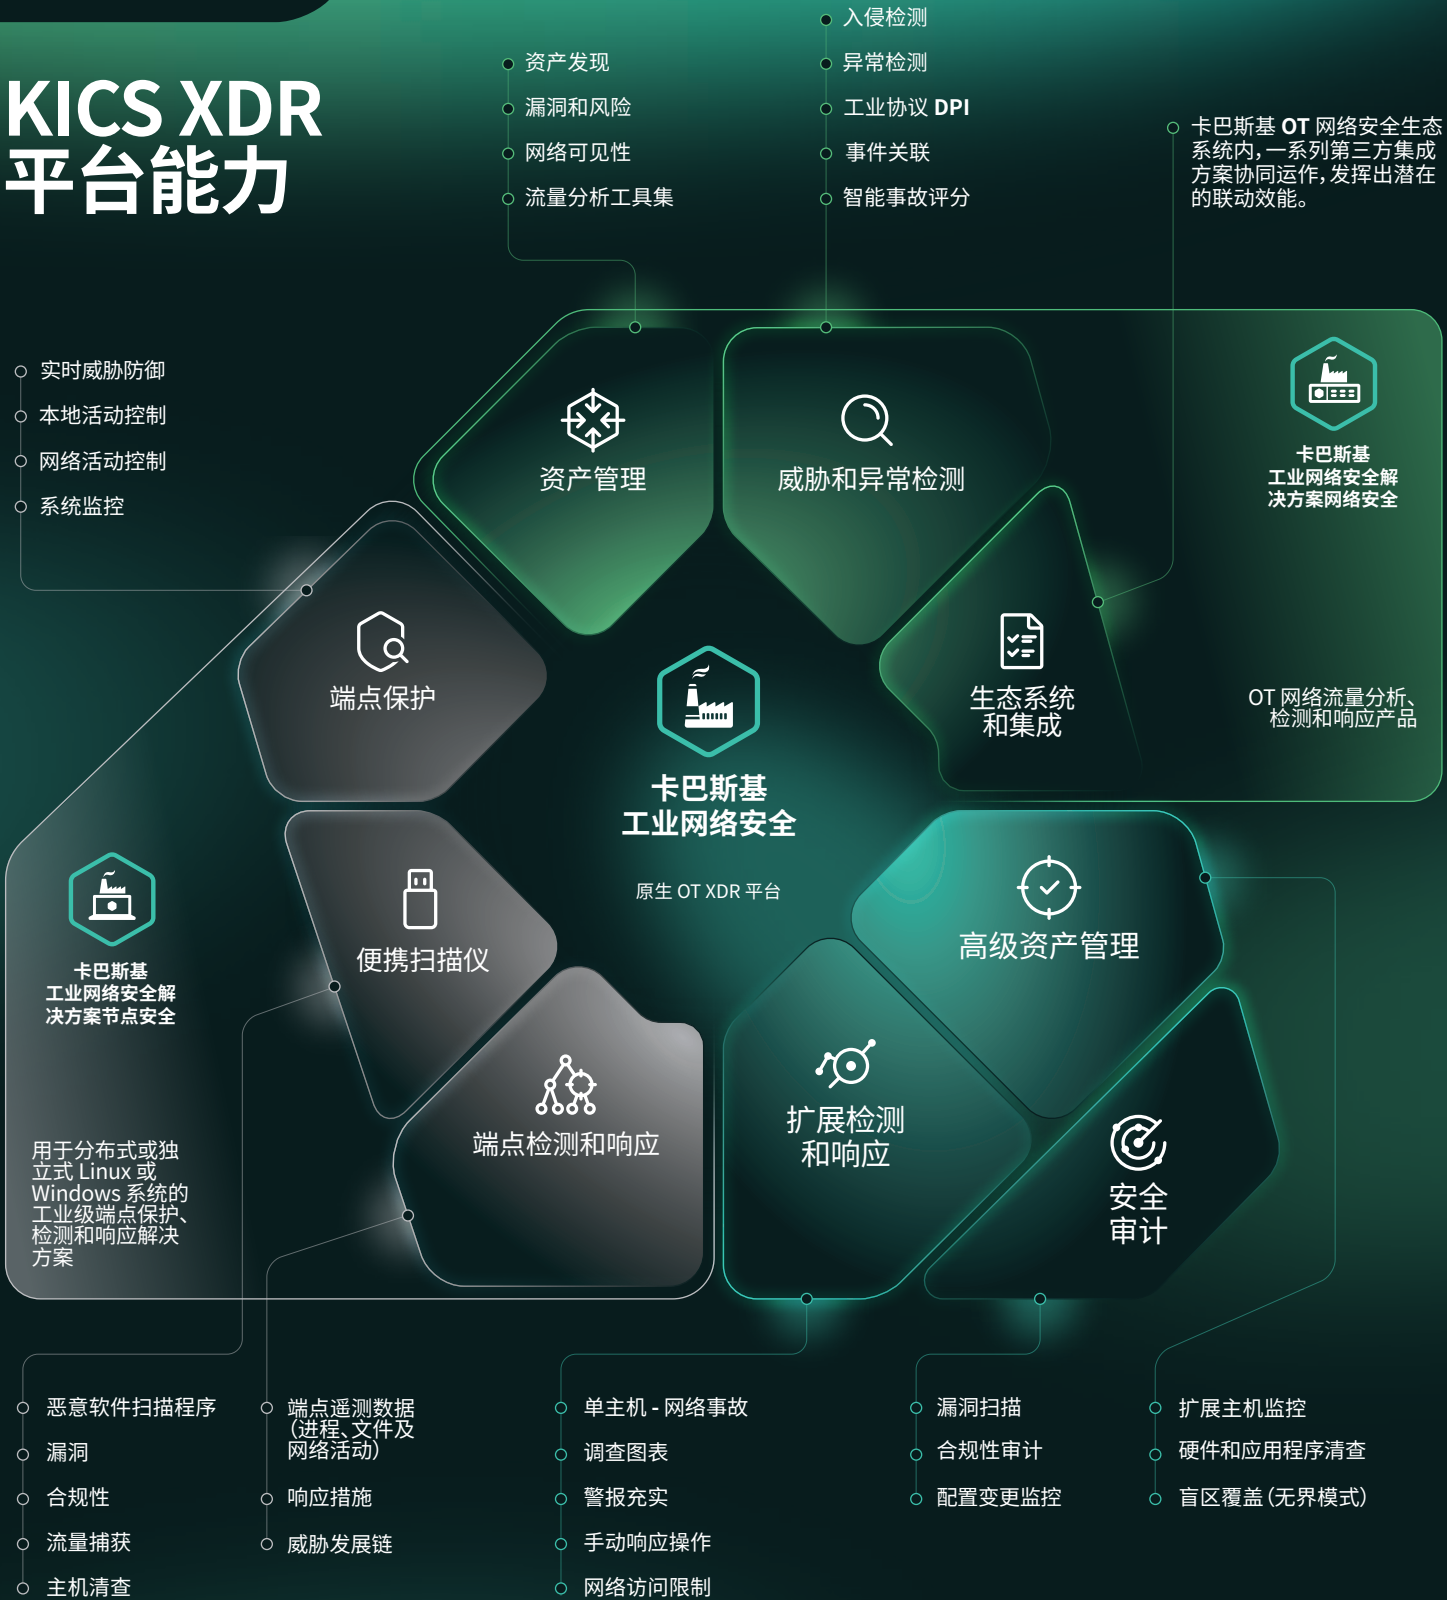 KICS XDR
平台能力
资产发现
漏洞和风险
网络可见性
流量分析工具集
入侵检测
异常检测
工业协议 DPI
事件关联
智能事故评分
卡巴斯基 OT 网络安全生态
系统内，一系列第三方集成
方案协同运作，发挥出潜在
的联动效能。
实时威胁防御
本地活动控制
网络活动控制
系统监控
资产管理
威胁和异常检测
卡巴斯基
工业网络安全解
决方案网络安全
端点保护
生态系统
和集成
OT 网络流量分析、
检测和响应产品
卡巴斯基
工业网络安全
原生 OT XDR 平台
卡巴斯基
工业网络安全解
决方案节点安全
便携扫描仪
高级资产管理
端点检测和响应
扩展检测
和响应
安全
审计
用于分布式或独
立式 Linux 或
Windows 系统的
工业级端点保护、
检测和响应解决
方案
恶意软件扫描程序
漏洞
合规性
流量捕获
主机清查
端点遥测数据
（进程、文件及
网络活动）
响应措施
威胁发展链
单主机 - 网络事故
调查图表
警报充实
手动响应操作
网络访问限制
漏洞扫描
合规性审计
配置变更监控
扩展主机监控
硬件和应用程序清查
盲区覆盖（无界模式）